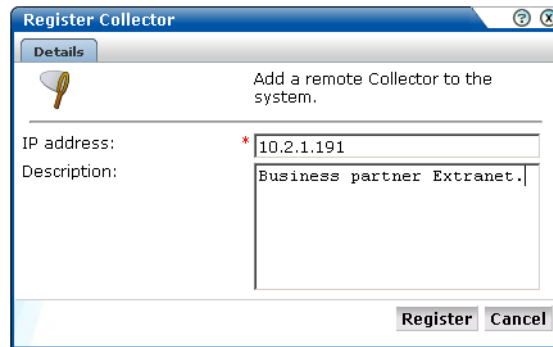 Register Collector
Details
Add a remote Collector to the
system.
IP address:
* 10.2.1.191
Description:
Business partner Extranet.
Register Cancel